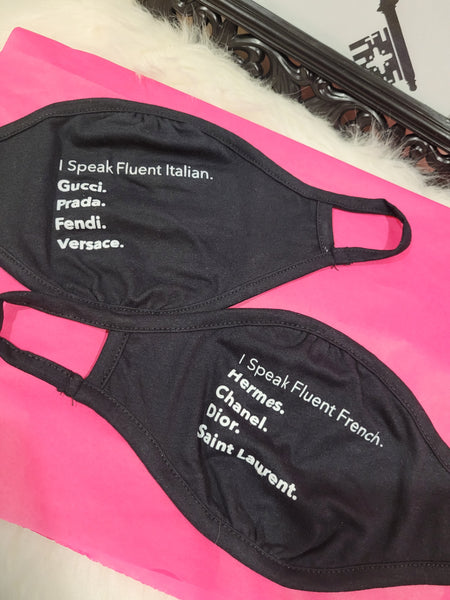 I Speak Fluent Italian.
Gucci.
Prada.
Fendi.
Versace.
I Speak Fluent French.
Hermes.
Chanel.
Dior.
Saint Laurent.